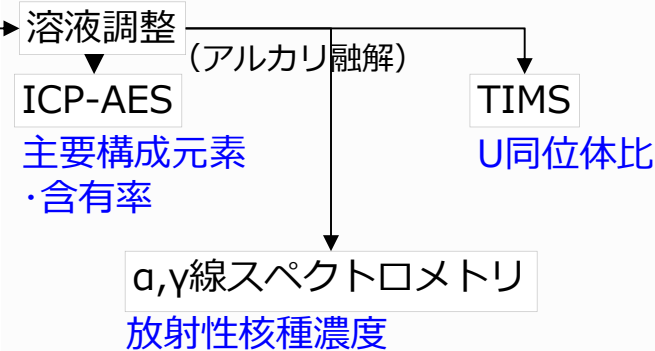 溶液調整
(アルカリ融解)
ICP-AES
TIMS
主要構成元素
・含有率
U同位体比
α,γ線スペクトロメトリ
放射性核種濃度